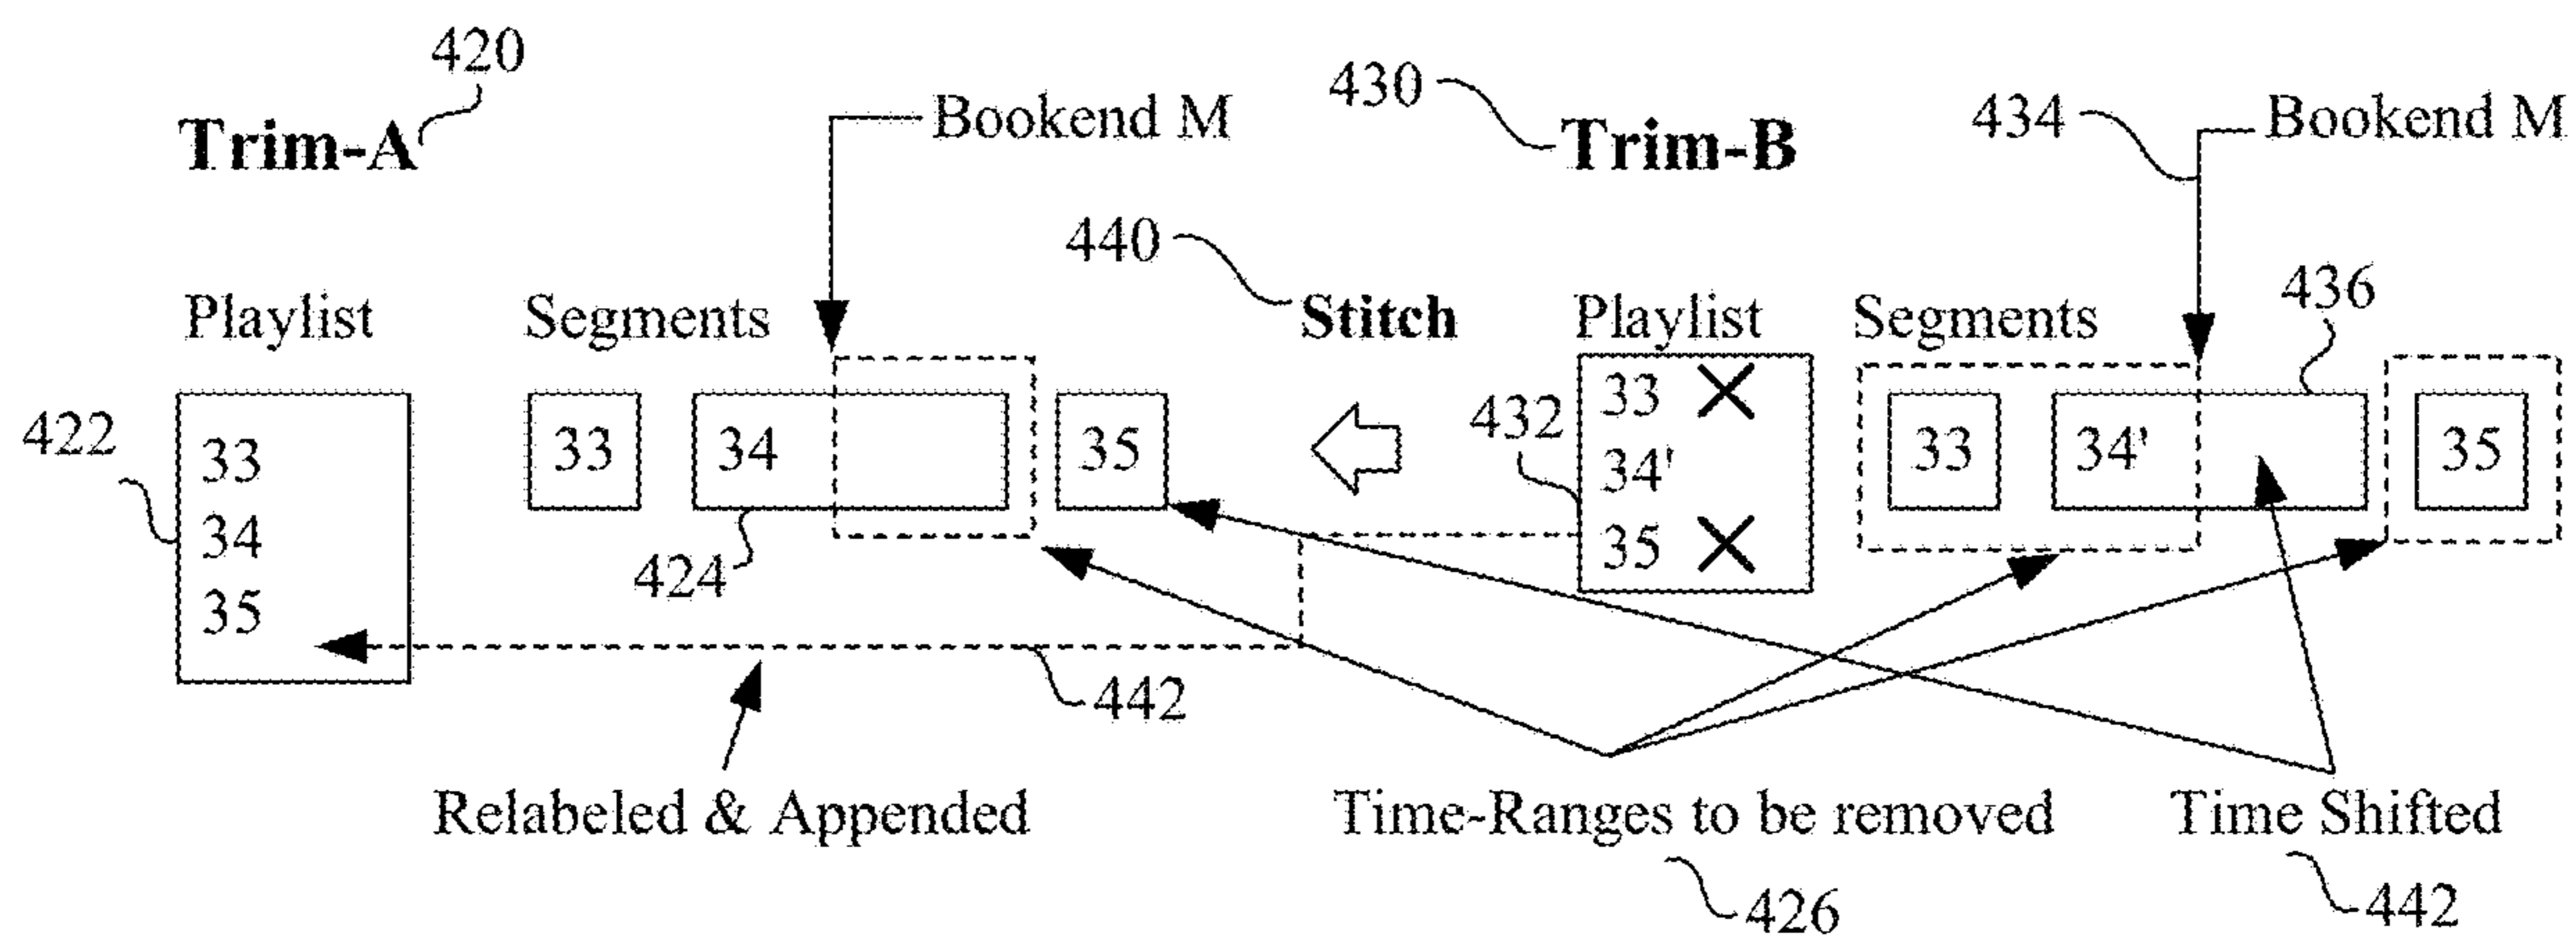 420
Trim-A
Bookend M
430
Trim-B
434
Bookend M
440
Stitch
Playlist
Segments
Playlist
Segments
436
422
33
34
35
33
34
35
424
432
33
34'
35
33
34'
35
442
Relabeled & Appended
Time-Ranges to be removed
426
Time Shifted
442